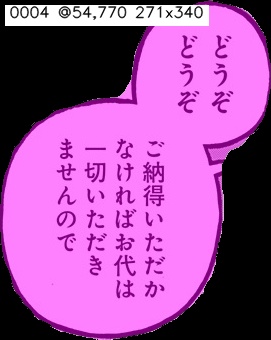 0004 @54,770 271x340
どうぞ
どうぞ
ご納得いただか
なければお代は
一切いただき
ませんので